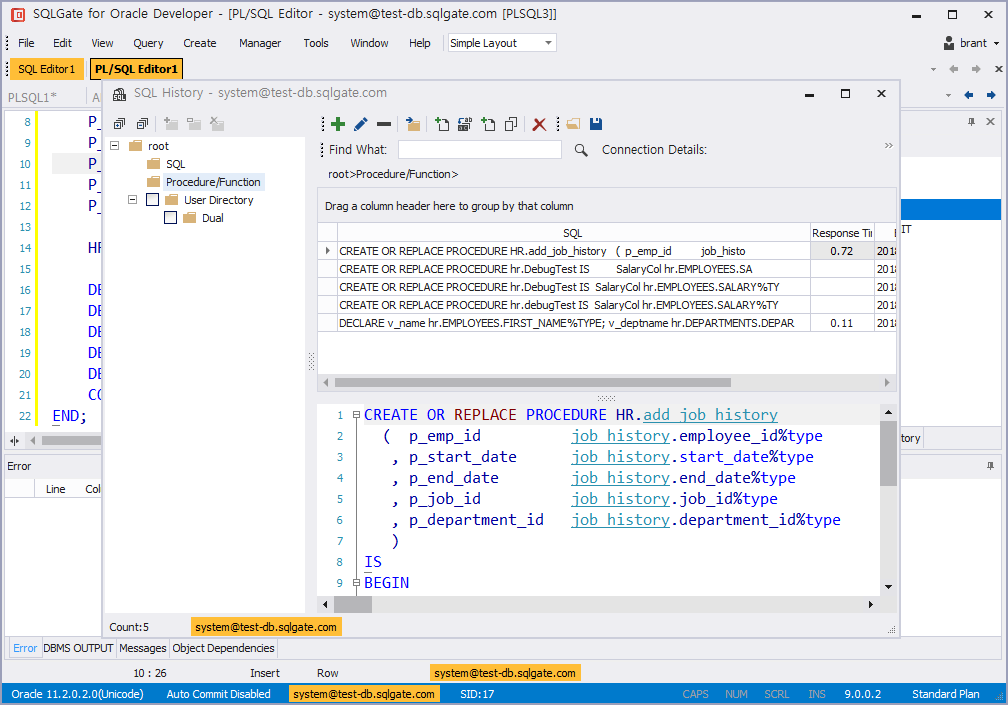 SQLGate for Oracle Developer - [PL/SQL Editor - system@test-db.sqlgate.com [PLSQL3]]
File Edit View Query Create Manager Tools Window Help Simple Layout brant
SQL Editor1 PL/SQL Editor1
PLSQL1*
SQL History - system@test-db.sqlgate.com
8 P_
9 P_
10 P_
11 P_
12 P_
13
14 HR
15
16 DE
17 DE
18 DE
19 DE
20 DE
21 CO
22 END;
root
SQL
Procedure/Function
User Directory
Dual
Find What: Connection Details:
root>Procedure/Function>
Drag a column header here to group by that column
SQL Response Tir
CREATE OR REPLACE PROCEDURE HR.add_job_history ( p_emp_id job_histo 0.72 2018
CREATE OR REPLACE PROCEDURE hr.DebugTest IS SalaryCol hr.EMPLOYEES.SA 2018
CREATE OR REPLACE PROCEDURE hr.DebugTest IS SalaryCol hr.EMPLOYEES.SALARY%TY 2018
CREATE OR REPLACE PROCEDURE hr.debugTest IS SalaryCol hr.EMPLOYEES.SALARY%TY 2018
DECLARE v_name hr.EMPLOYEES.FIRST_NAME%TYPE; v_deptname hr.DEPARTMENTS.DEPAR 0.11 2018
IT
1 CREATE OR REPLACE PROCEDURE HR.add_job_history
2 ( p_emp_id job_history.employee_id%type
3 , p_start_date job_history.start_date%type
4 , p_end_date job_history.end_date%type
5 , p_job_id job_history.job_id%type
6 , p_department_id job_history.department_id%type
7 )
8 IS
9 BEGIN
tory
Count:5 system@test-db.sqlgate.com
Error
Line Col
Error DBMS OUTPUT Messages Object Dependencies
10 : 26 Insert Row system@test-db.sqlgate.com
Oracle 11.2.0.2.0(Unicode) Auto Commit Disabled system@test-db.sqlgate.com SID:17 CAPS NUM SCRL INS 9.0.0.2 Standard Plan